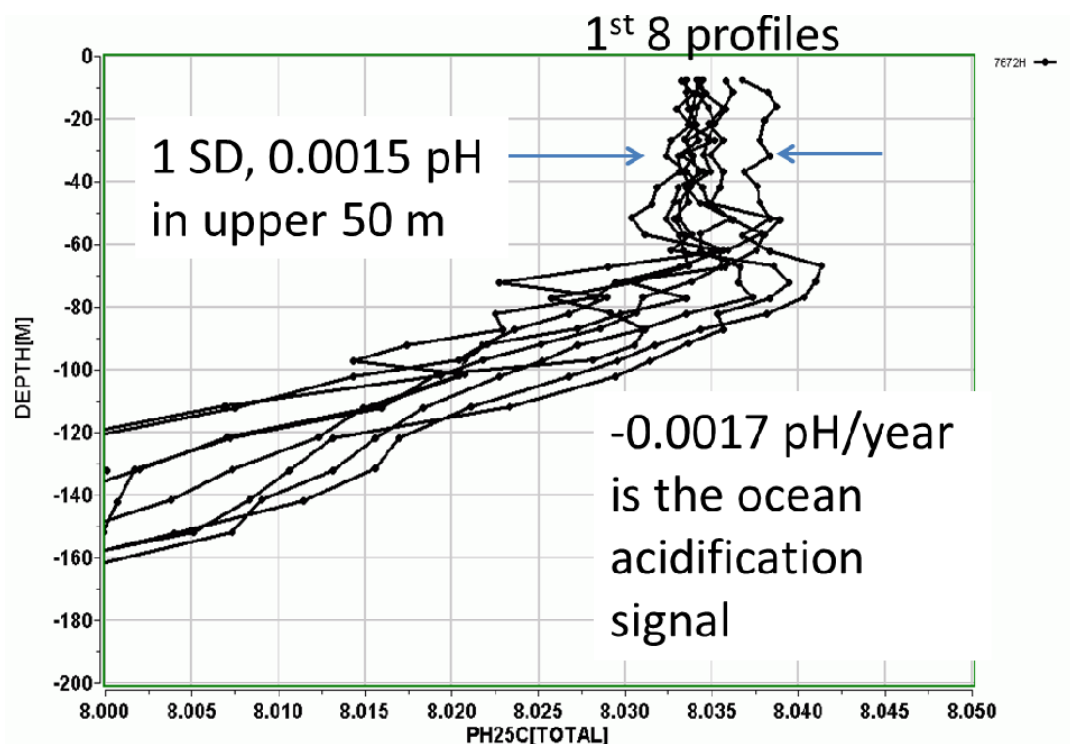 1st 8 profiles
7672H
1 SD, 0.0015 pH
in upper 50 m
-0.0017 pH/year
is the ocean
acidification
signal
DEPTH[M]
0
-20
-40
-60
-80
-100
-120
-140
-160
-180
-200
8.000 8.005 8.010 8.015 8.020 8.025 8.030 8.035 8.040 8.045 8.050
PH25C[TOTAL]